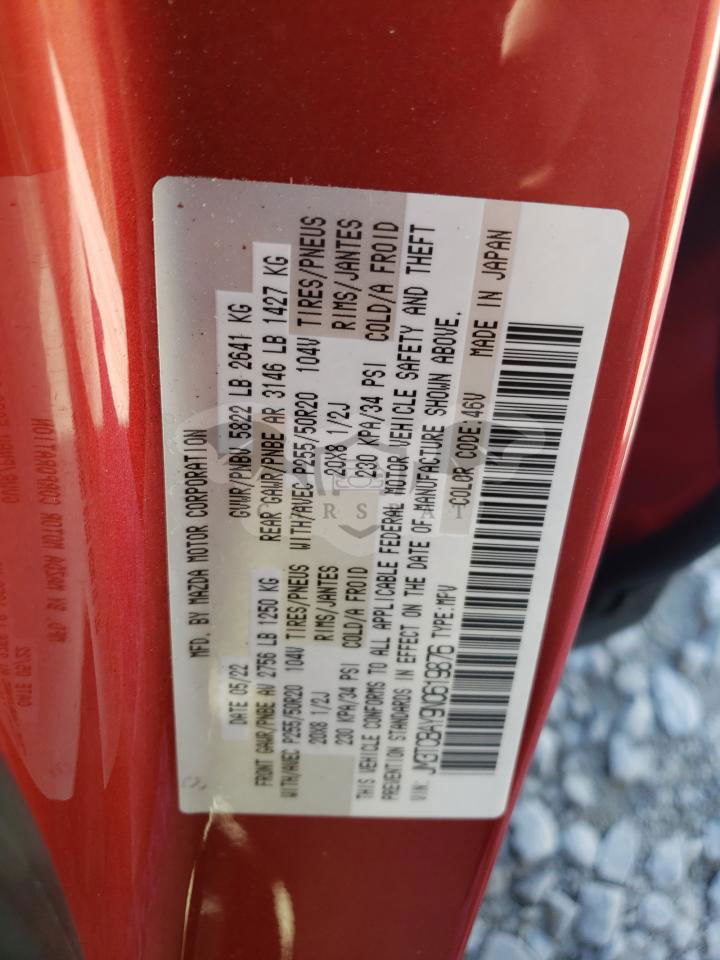 MFD. BY MAZDA MOTOR CORPORATION
DATE 05/22 GVWR/PNBV 5822 LB 2641 KG
FRONT GAWR/PNBE AV 2756 LB 1250 KG REAR GAWR/PNBE AR 3146 LB 1427 KG
WITH/AVEC P255/50R20 104V TIRES/PNEUS WITH/AVEC P255/50R20 104V TIRES/PNEUS
20X8 1/2J RIMS/JANTES 20X8 1/2J RIMS/JANTES
230 KPA/34 PSI COLD/A FROID 230 KPA/34 PSI COLD/A FROID
THIS VEHICLE CONFORMS TO ALL APPLICABLE FEDERAL MOTOR VEHICLE SAFETY AND THEFT
PREVENTION STANDARDS IN EFFECT ON THE DATE OF MANUFACTURE SHOWN ABOVE.
VIN: JM3TCBAY9N0619876 TYPE:MPV COLOR CODE:46V MADE IN JAPAN